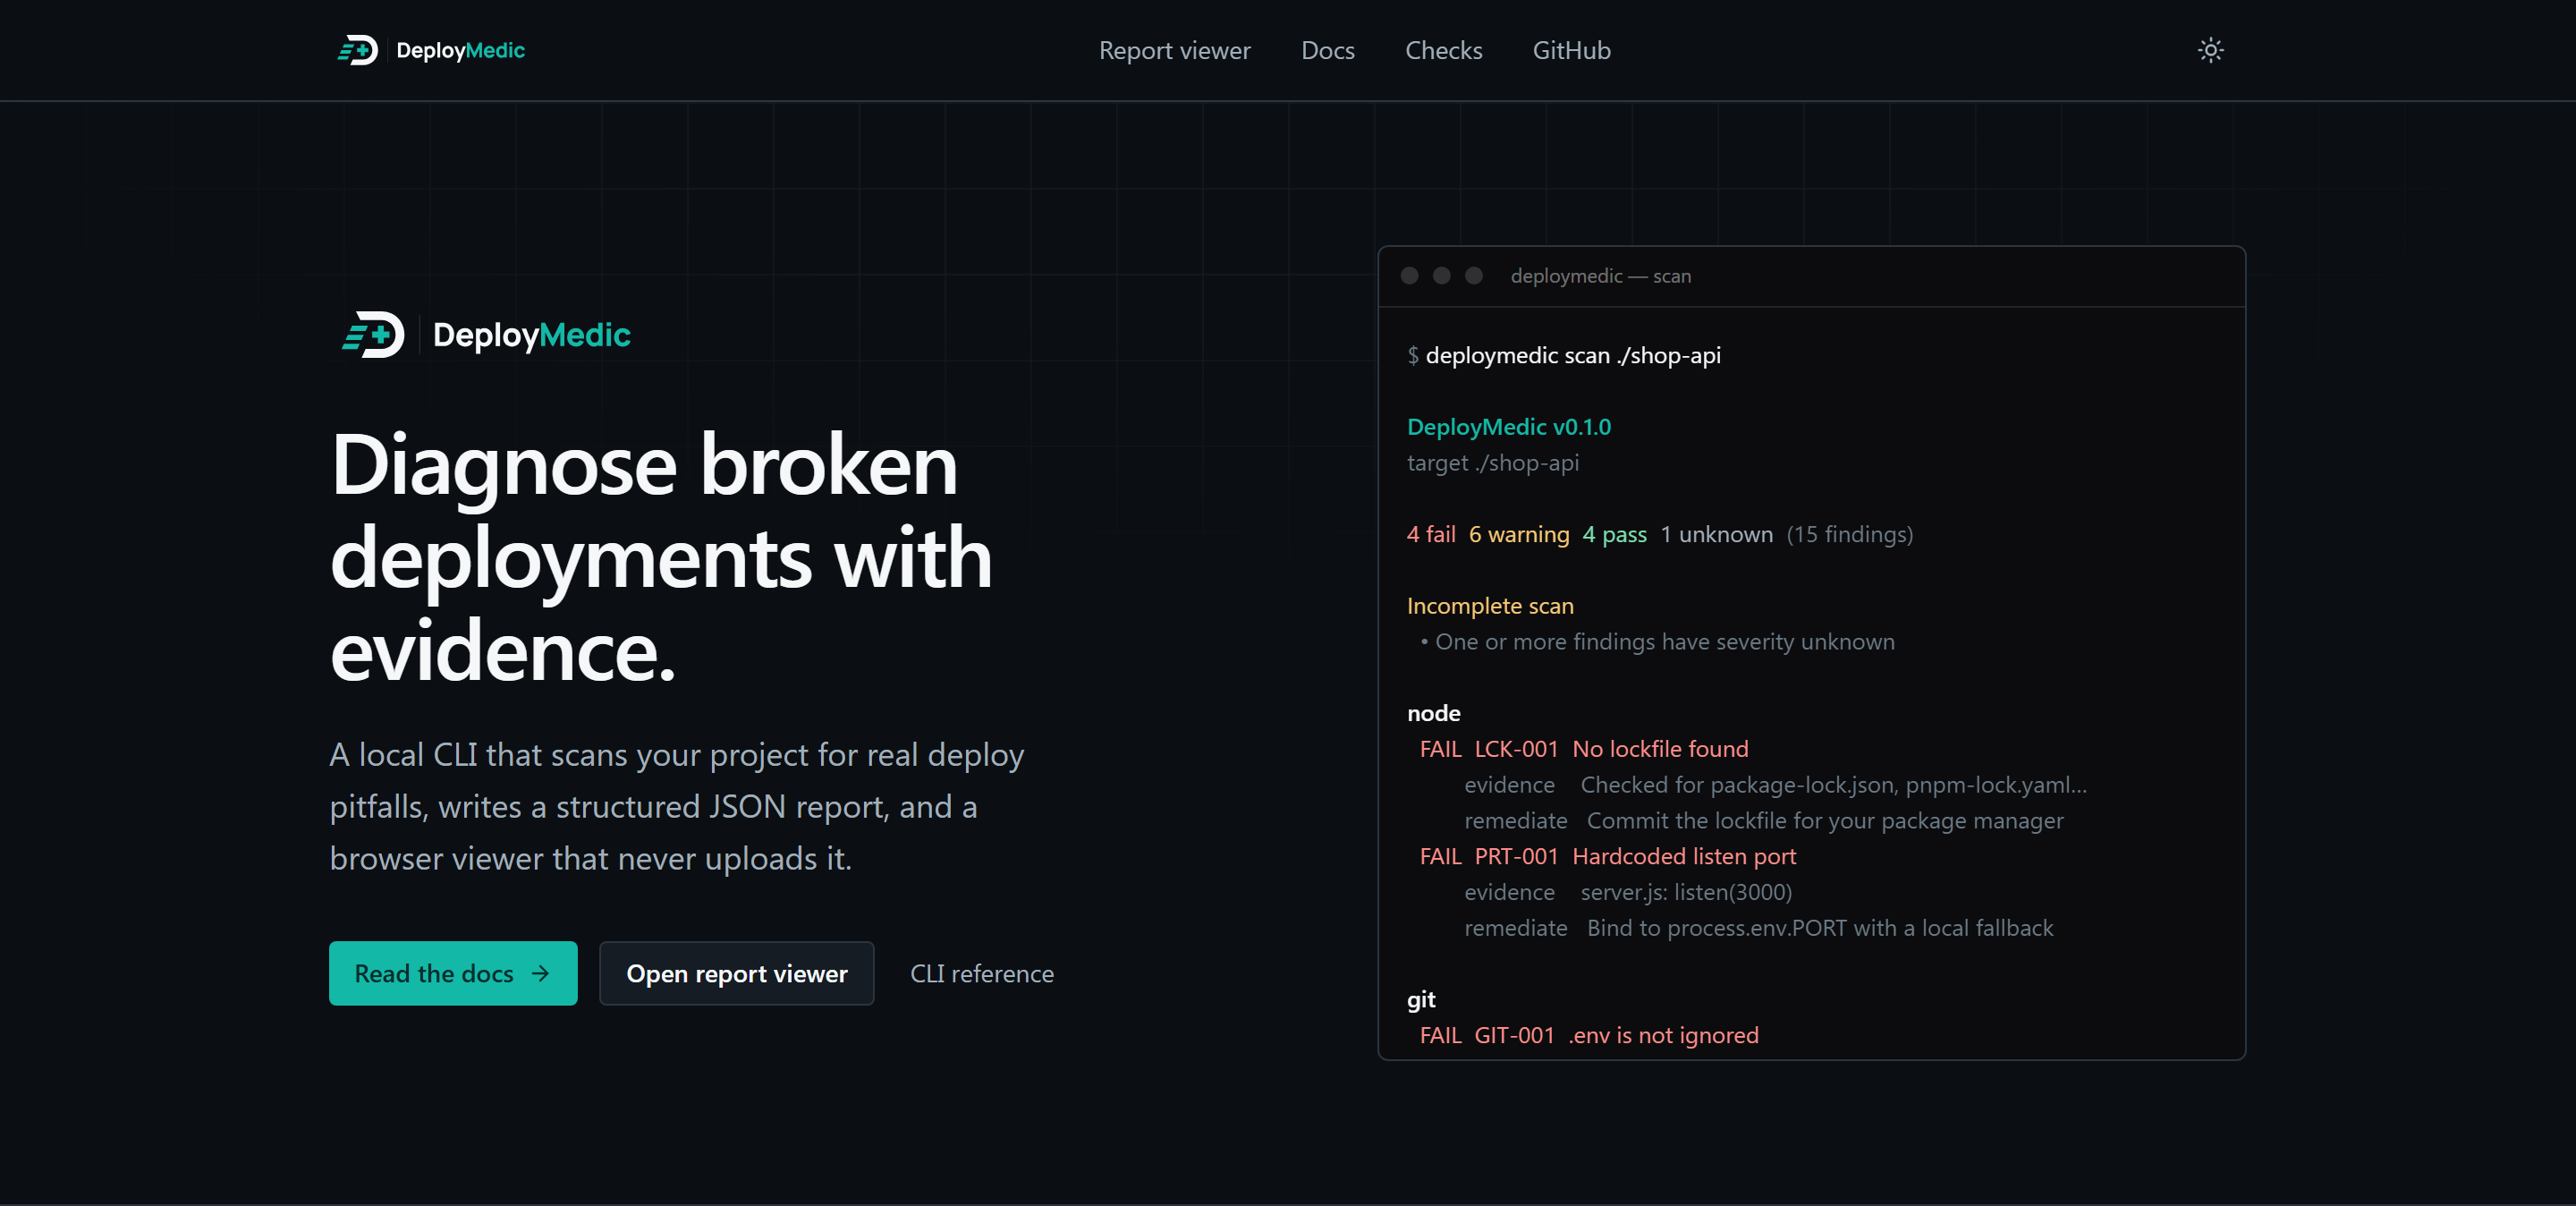 DeployMedic
Report viewer
Docs
Checks
GitHub
DeployMedic
Diagnose broken
deployments with
evidence.
A local CLI that scans your project for real deploy
pitfalls, writes a structured JSON report, and a
browser viewer that never uploads it.
Read the docs →
Open report viewer
CLI reference
deploymedic — scan
$ deploymedic scan ./shop-api
DeployMedic v0.1.0
target ./shop-api
4 fail 6 warning 4 pass 1 unknown (15 findings)
Incomplete scan
• One or more findings have severity unknown
node
FAIL LCK-001 No lockfile found
evidence Checked for package-lock.json, pnpm-lock.yaml…
remediate Commit the lockfile for your package manager
FAIL PRT-001 Hardcoded listen port
evidence server.js: listen(3000)
remediate Bind to process.env.PORT with a local fallback
git
FAIL GIT-001 .env is not ignored